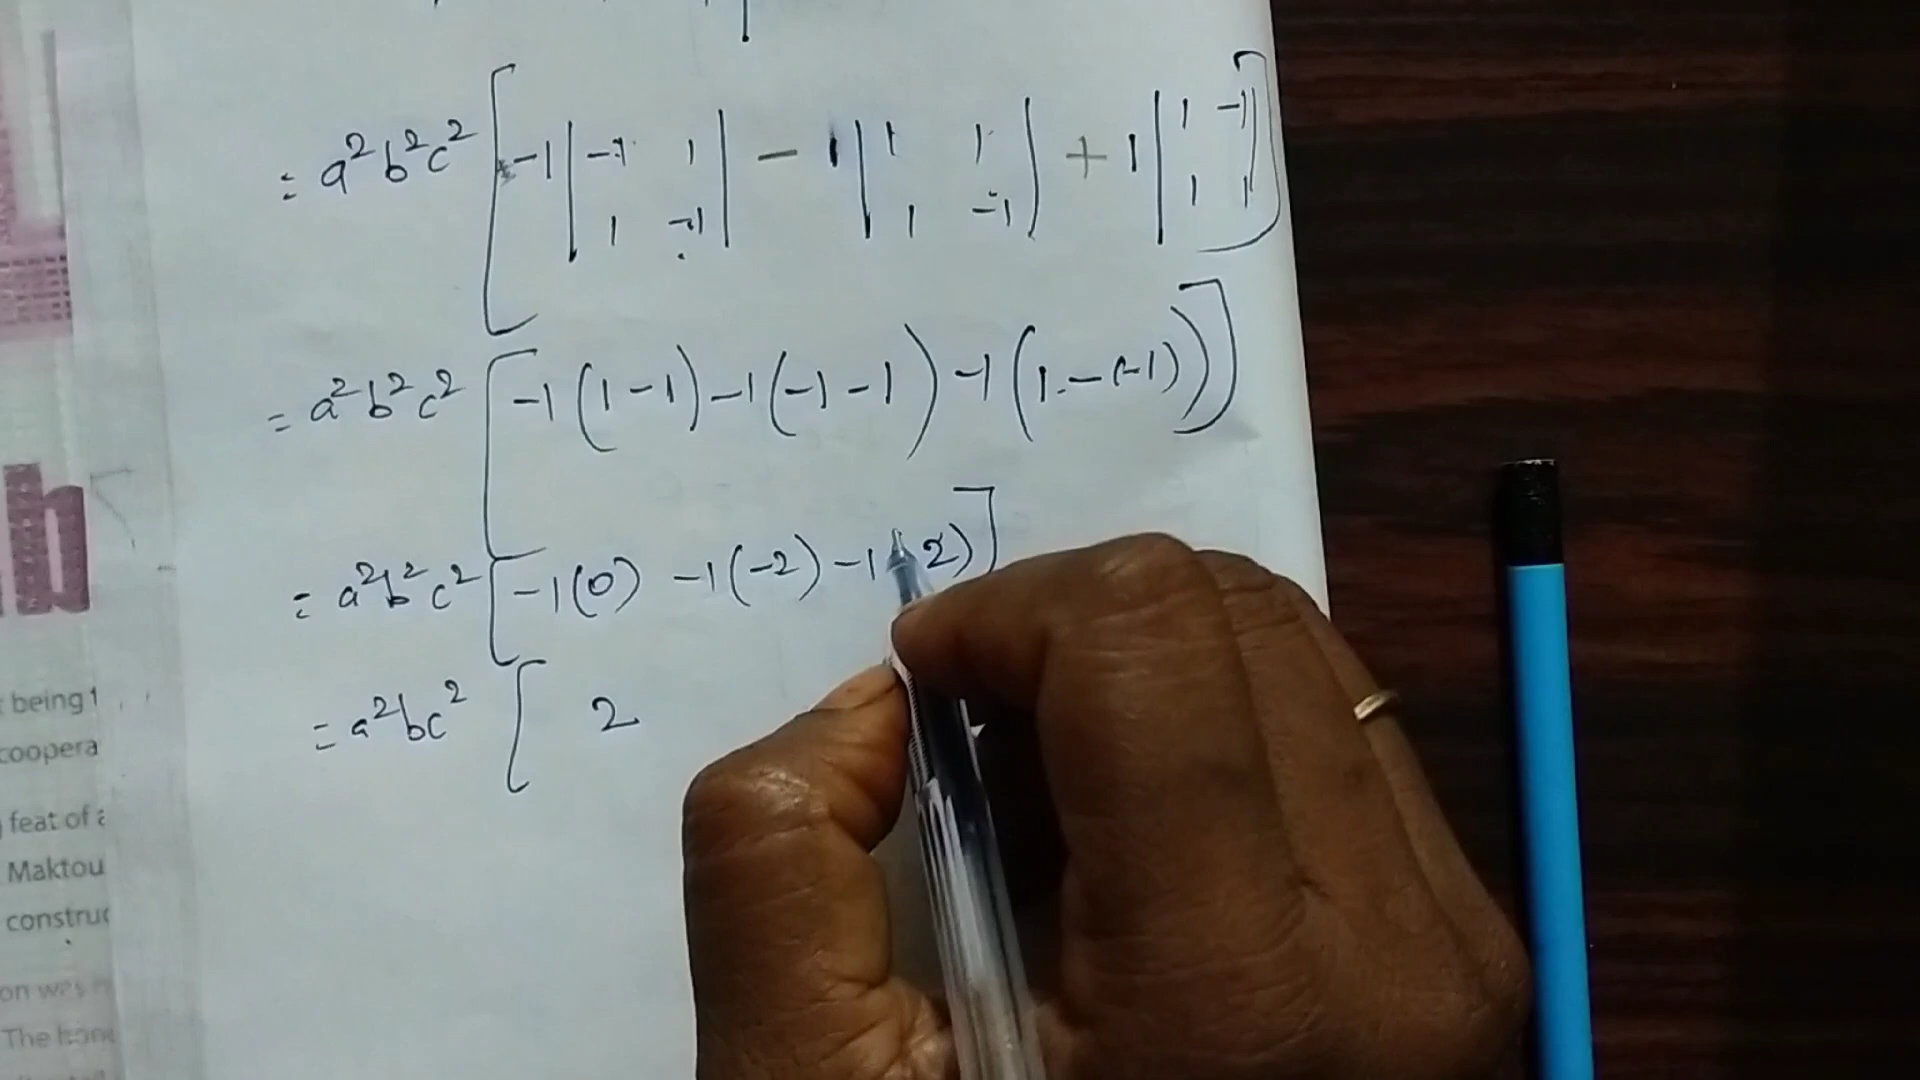 = a²b²c² [ -1 | -1 1 | - 1 | 1 1 | + 1 | 1 -1 | ]
| 1 -1 | | 1 -1 | | 1 1 |
= a²b²c² [ -1(1-1) -1(-1-1) -1(1-(-1)) ]
= a²b²c² [ -1(0) -1(-2) -1 2) ]
= a²bc² [ 2
being
coopera
feat of
Maktou
construc
on was
The